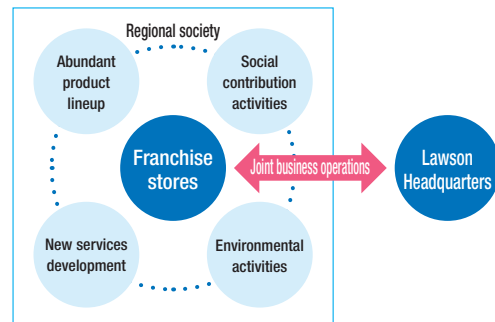 Regional society
Abundant
product
lineup
Social
contribution
activities
Franchise
stores
Joint business operations
Lawson
Headquarters
New services
development
Environmental
activities